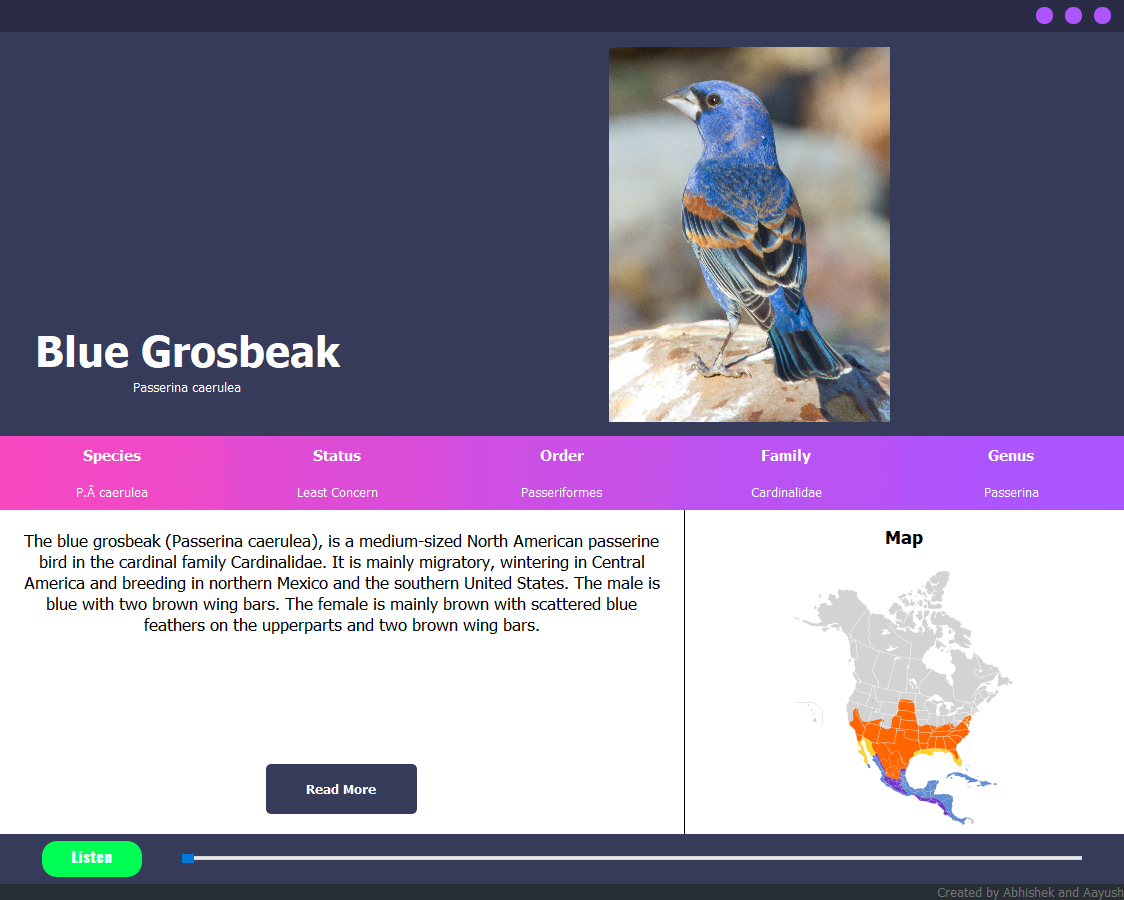 Blue Grosbeak
Passerina caerulea
Species Status Order Family Genus
P.Â caerulea Least Concern Passeriformes Cardinalidae Passerina
The blue grosbeak (Passerina caerulea), is a medium-sized North American passerine
bird in the cardinal family Cardinalidae. It is mainly migratory, wintering in Central
America and breeding in northern Mexico and the southern United States. The male is
blue with two brown wing bars. The female is mainly brown with scattered blue
feathers on the upperparts and two brown wing bars.
Read More
Map
Listen
Created by Abhishek and Aayush